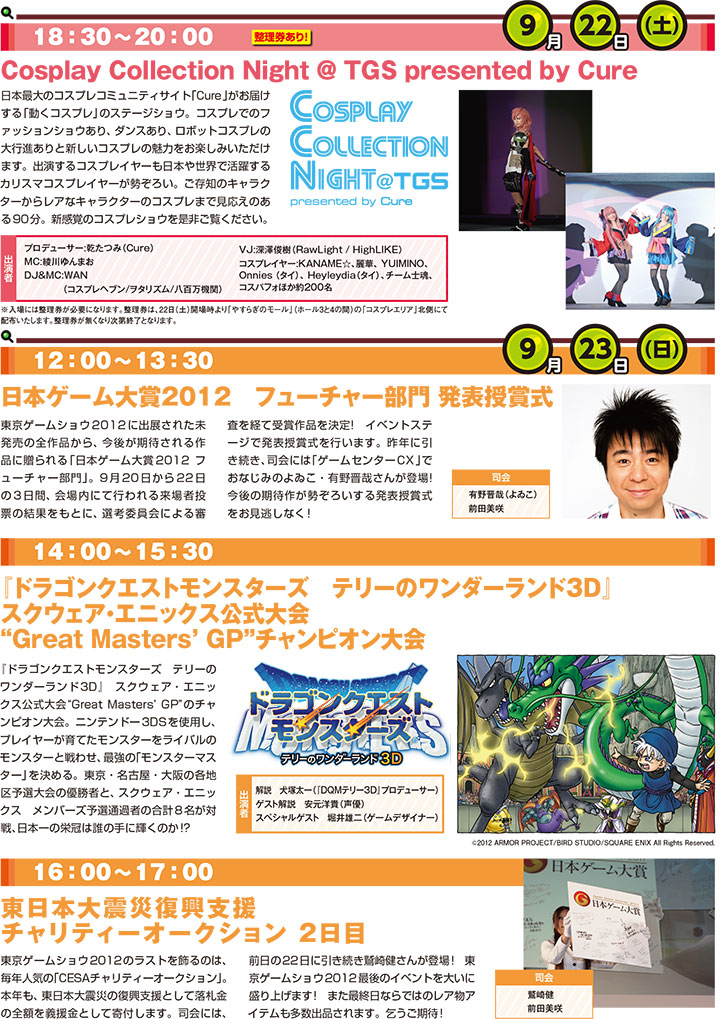 9月 22日 (土)
18:30～20:00 整理券あり!
Cosplay Collection Night @ TGS presented by Cure
日本最大のコスプレコミュニティサイト「Cure」がお届け
する「動くコスプレ」のステージショウ。コスプレでのフ
ァッションショウあり、ダンスあり、ロボットコスプレの
大行進ありと新しいコスプレの魅力をお楽しみいただけ
ます。出演するコスプレイヤーも日本や世界で活躍する
カリスマコスプレイヤーが勢ぞろい。ご存知のキャラク
ターからレアなキャラクターのコスプレまで見応えのあ
る90分。新感覚のコスプレショウを是非ご覧ください。
COSPLAY
COLLECTION
NIGHT@TGS
presented by Cure
出演者
プロデューサー:乾たつみ(Cure)
MC:綾川ゆんまお
DJ&MC:WAN
(コスプレヘブン/ヲタリズム/八百万機関)
VJ:深澤俊樹(RawLight / HighLIKE)
コスプレイヤー:KANAME☆、麗華、YUIMINO、
Onnies(タイ)、Heyleydia(タイ)、チーム士魂、
コスパフォほか約200名
※入場には整理券が必要になります。整理券は、22日(土)開場時より「やすらぎのモール」(ホール3と4の間)の「コスプレエリア」北側にて
配布いたします。整理券が無くなり次第終了となります。
9月 23日 (日)
12:00～13:30
日本ゲーム大賞2012　フューチャー部門 発表授賞式
東京ゲームショウ2012に出展された未
発売の全作品から、今後が期待される作
品に贈られる「日本ゲーム大賞2012 フ
ューチャー部門」。9月20日から22日
の3日間、会場内にて行われる来場者投
票の結果をもとに、選考委員会による審
査を経て受賞作品を決定! イベントステ
ージで発表授賞式を行います。昨年に引
き続き、司会には「ゲームセンターCX」で
おなじみのよゐこ・有野晋哉さんが登場!
今後の期待作が勢ぞろいする発表授賞式
をお見逃しなく!
司会
有野晋哉(よゐこ)
前田美咲
14:00～15:30
『ドラゴンクエストモンスターズ　テリーのワンダーランド3D』
スクウェア・エニックス公式大会
“Great Masters’ GP”チャンピオン大会
『ドラゴンクエストモンスターズ　テリーの
ワンダーランド3D』　スクウェア・エニッ
クス公式大会“Great Masters’ GP”のチャ
ンピオン大会。ニンテンドー3DSを使用し、
プレイヤーが育てたモンスターをライバルの
モンスターと戦わせ、最強の「モンスターマス
ター」を決める。東京・名古屋・大阪の各地
区予選大会の優勝者と、スクウェア・エニッ
クス　メンバーズ予選通過者の合計8名が対
戦、日本一の栄冠は誰の手に輝くのか!?
DRAGON QUEST
MONSTERS
ドラゴンクエスト
モンスターズ
テリーのワンダーランド3D
出演者
解説　犬塚太一(「DQMテリー3D」プロデューサー)
ゲスト解説　安元洋貴(声優)
スペシャルゲスト　堀井雄二(ゲームデザイナー)
©2012 ARMOR PROJECT/BIRD STUDIO/SQUARE ENIX All Rights Reserved.
16:00～17:00
東日本大震災復興支援
チャリティーオークション 2日目
東京ゲームショウ2012のラストを飾るのは、
毎年人気の「CESAチャリティーオークション」。
本年も、東日本大震災の復興支援として落札金
の全額を義援金として寄付します。司会には、
前日の22日に引き続き鷲崎健さんが登場! 東
京ゲームショウ2012最後のイベントを大いに
盛り上げます! また最終日ならではのレア物ア
イテムも多数出品されます。乞うご期待!
日本ゲーム大賞
日本ゲーム大賞
司会
鷲崎健
前田美咲